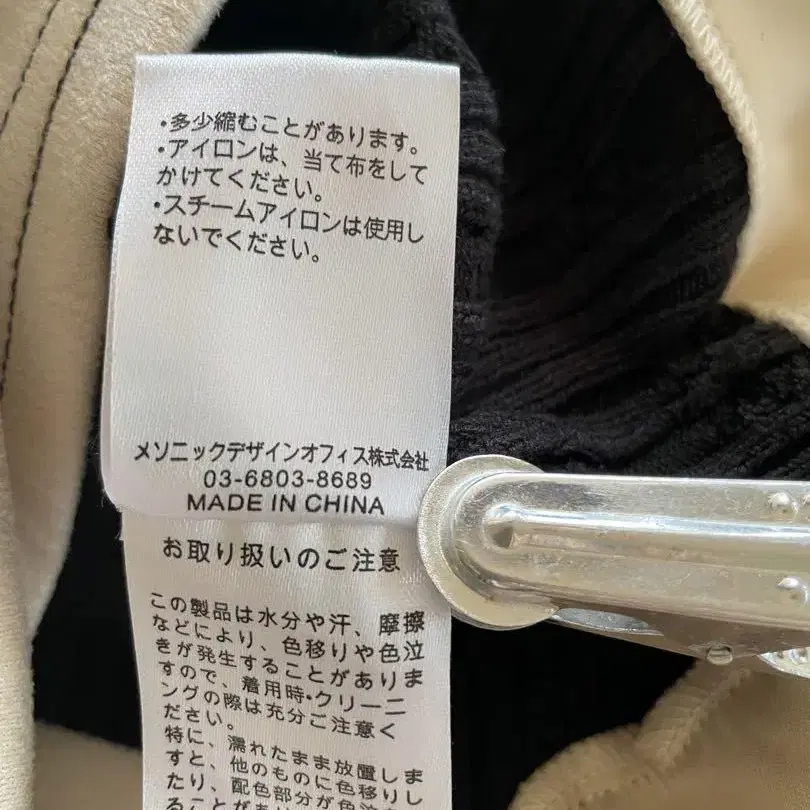 ・多少縮むことがあります。
・アイロンは、当て布をして
かけてください。
・スチームアイロンは使用し
ないでください。
メソニックデザインオフィス株式会社
03-6803-8689
MADE IN CHINA
お取り扱いのご注意
この製品は水分や汗、摩擦
などにより、色移りや色泣
きが発生することがありま
すので、着用時・クリーニ
ングの際は充分ご注意く
ださい。
特に、濡れたまま放置しま
すと、他のものに色移りし
たり、配色部分が色泣
ることがあり